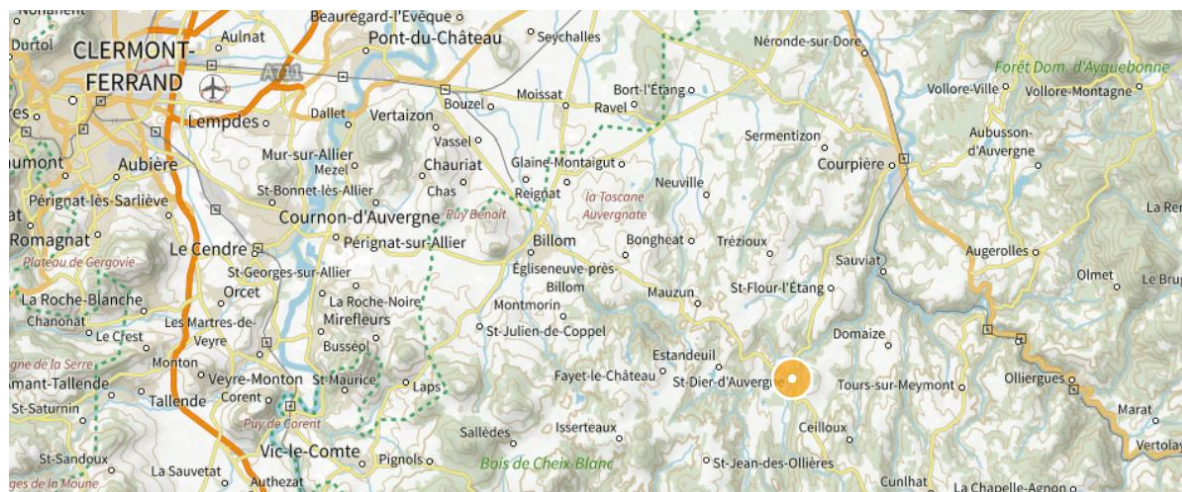 Beauregard-l'Évêque
Aulnat
Pont-du-Château
Seychalles
Durtol
CLERMONT-
FERRAND
A711
Néronde-sur-Dore
Forêt Dom. d'Ayguebonne
Vollore-Ville
Vollore-Montagne
Bouzel
Moissat
Bort-l'Étang
Ravel
Lempdes
Dallet
Vertaizon
Vassel
Sermentizon
Aubusson-
d'Auvergne
Aubière
Mur-sur-Allier
Mezel
Chauriat
Chas
Glaine-Montaigut
Reignat
Courpière
Neuville
la Toscane
Auvergnate
St-Bonnet-lès-Allier
Pérignat-lès-Sarliève
Cournon-d'Auvergne
Puy Benoit
Romagnat
Le Cendre
Pérignat-sur-Allier
Billom
Bongheat
Trézioux
Sauviat
Augerolles
Olmet
Plateau de Gergovie
St-Georges-sur-Allier
Égliseneuve-près-
Billom
Mauzun
St-Flour-l'Étang
La Roche-Blanche
Orcet
La Roche-Noire
Mirefleurs
Montmorin
St-Julien-de-Coppel
Chanonat
Le Crest
Les Martres-de-
Veyre
Busséol
Domaize
Estandeuil
Monton
Veyre-Monton
St-Maurice
Laps
Fayet-le-Château
St-Dier-d'Auvergne
Tours-sur-Meymont
Olliergues
Tallende
Corent
Puy de Corent
St-Saturnin
Marat
Sallèdes
Isserteaux
Ceilloux
St-Sandoux
La Sauvetat
Authezat
Vic-le-Comte
Pignols
Bois de Cheix Blanc
St-Jean-des-Ollières
Cunlhat
La Chapelle-Agnon